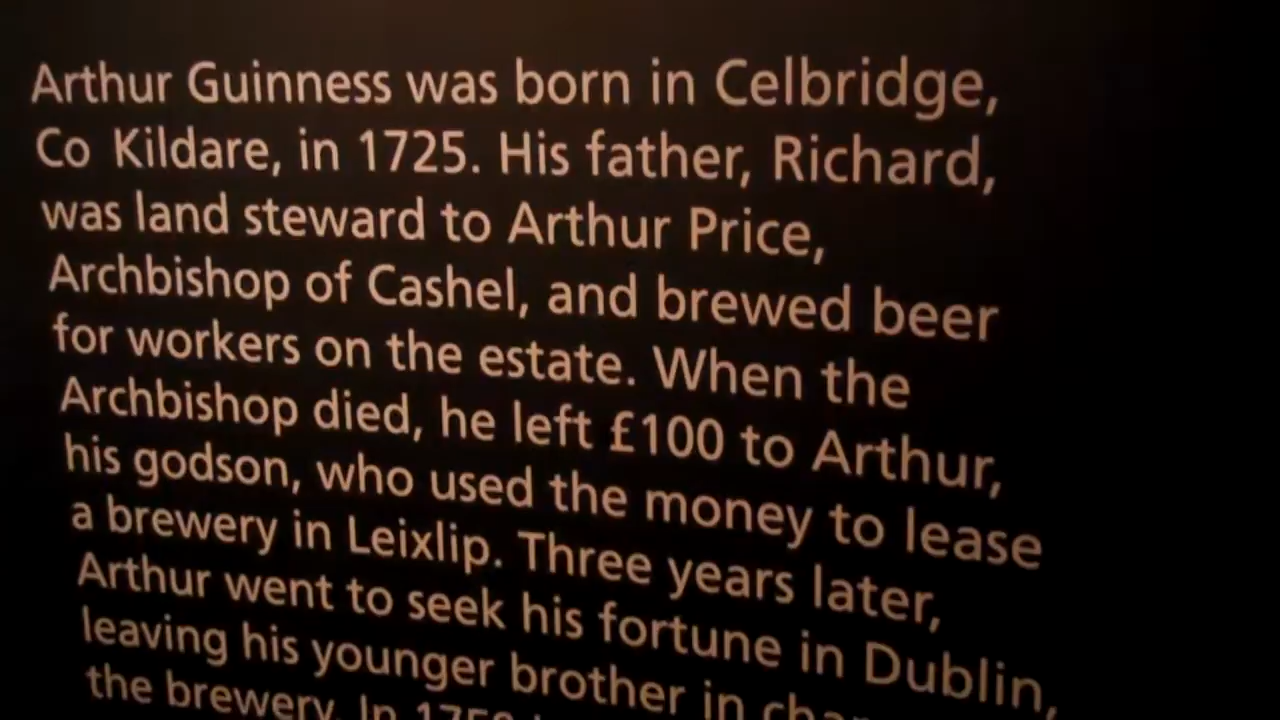 Arthur Guinness was born in Celbridge,
Co Kildare, in 1725. His father, Richard,
was land steward to Arthur Price,
Archbishop of Cashel, and brewed beer
for workers on the estate. When the
Archbishop died, he left £100 to Arthur,
his godson, who used the money to lease
a brewery in Leixlip. Three years later,
Arthur went to seek his fortune in Dublin,
leaving his younger brother in
the brewery. In